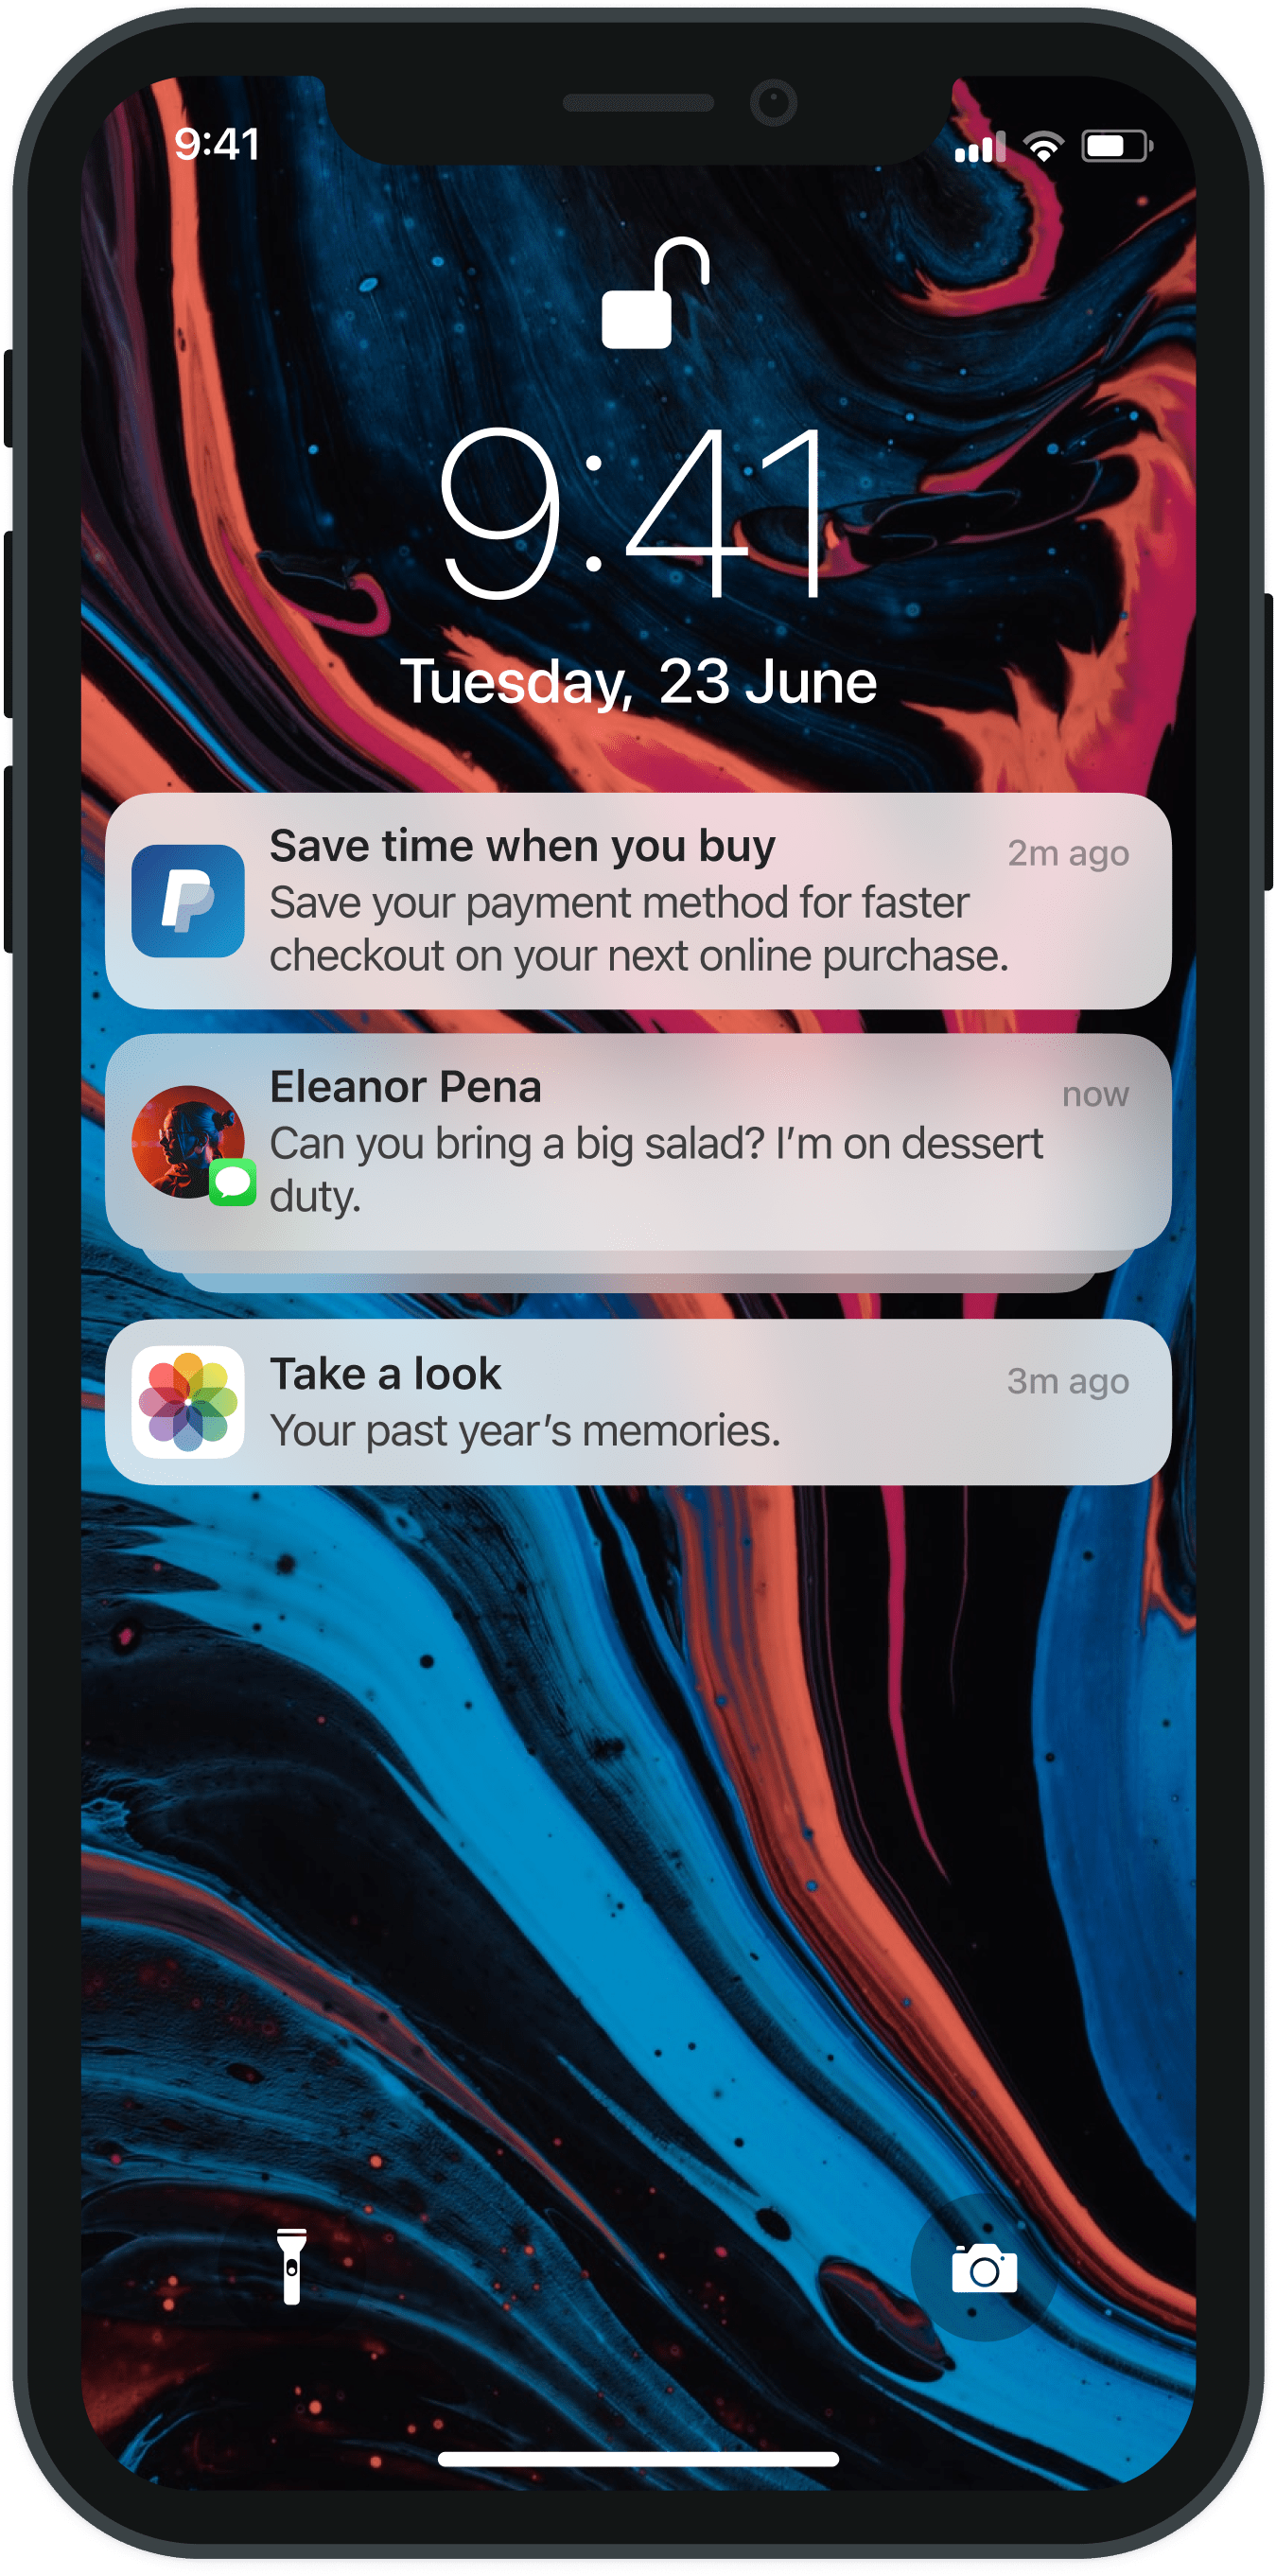 9:41
9:41
Tuesday, 23 June
Save time when you buy
2m ago
Save your payment method for faster
checkout on your next online purchase.
Eleanor Pena
now
Can you bring a big salad? I’m on dessert
duty.
Take a look
3m ago
Your past year’s memories.